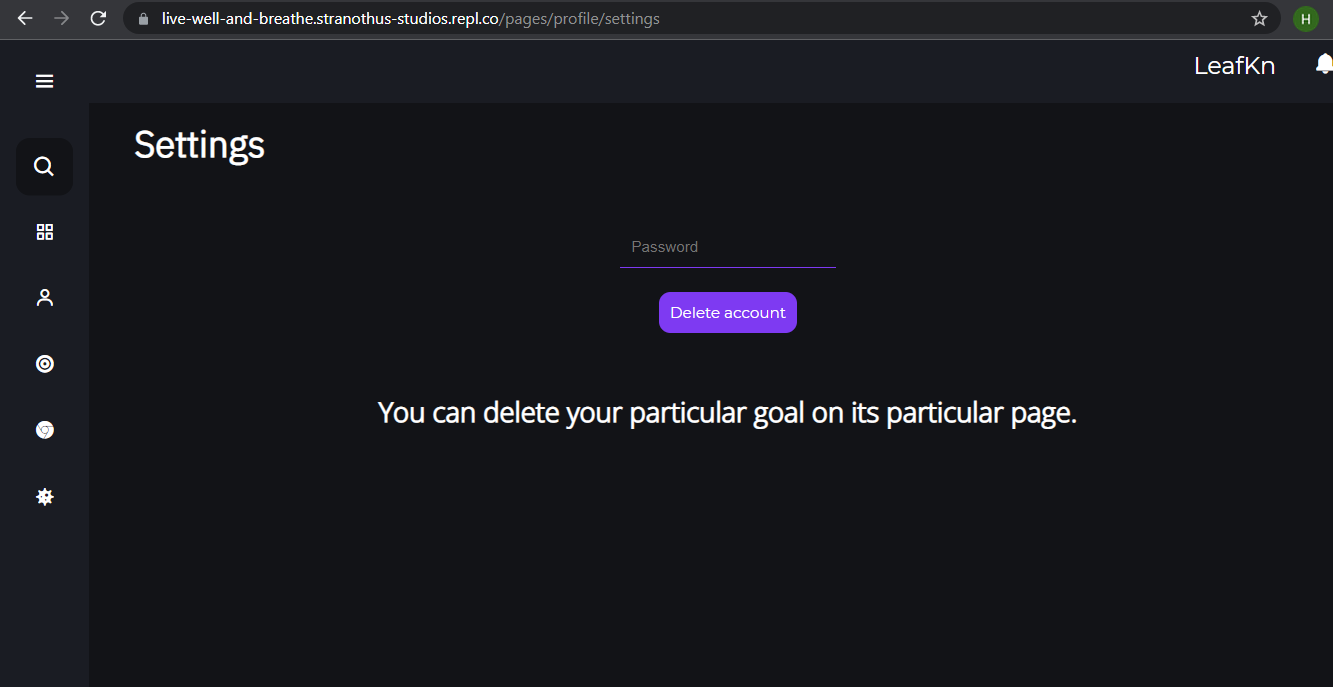 live-well-and-breathe.stranothus-studios.repl.co/pages/profile/settings
H
LeafKn
Settings
Password
Delete account
You can delete your particular goal on its particular page.